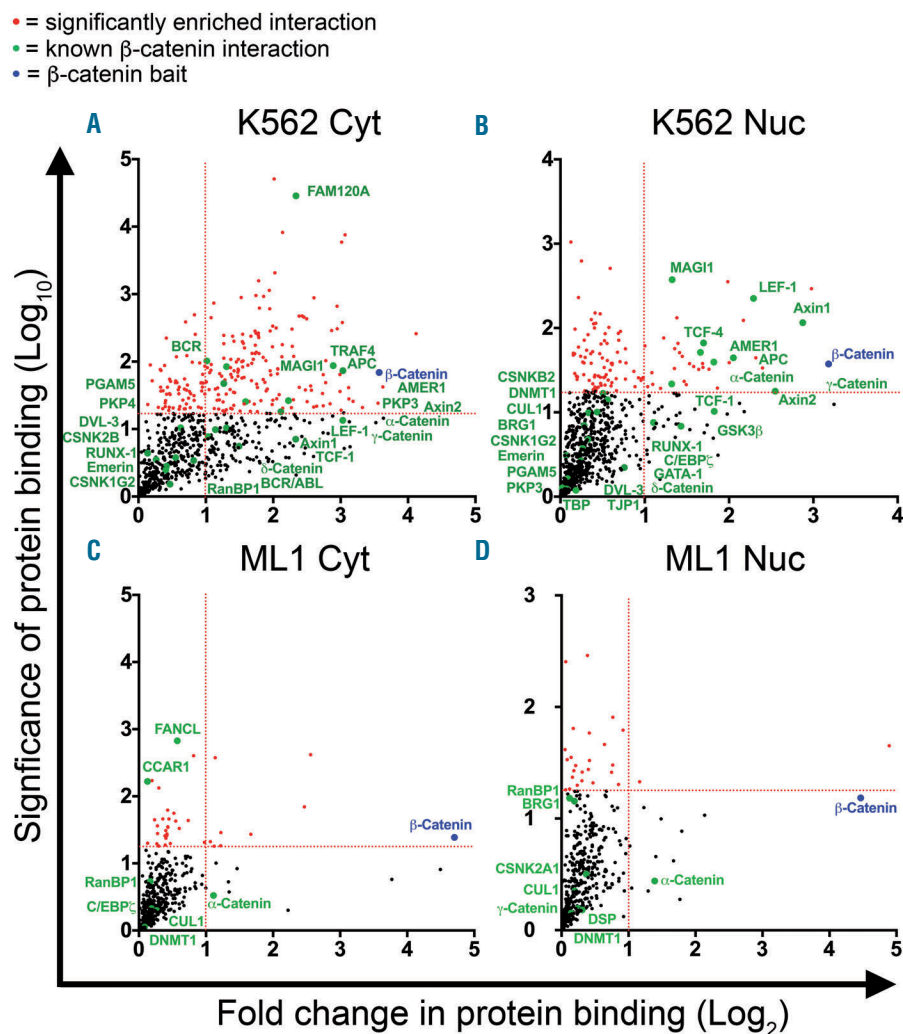 • = significantly enriched interaction
• = known β-catenin interaction
• = β-catenin bait
Signficance of protein binding (Log10)
A
K562 Cyt
5
4
3
2
1
0
FAM120A
BCR
MAGI1
TRAF4
APC
β-Catenin
PGAM5
AMER1
PKP4
PKP3
Axin2
DVL-3
α-Catenin
CSNK2B
LEF-1
γ-Catenin
RUNX-1
Axin1
TCF-1
Emerin
δ-Catenin
CSNK1G2
BCR/ABL
RanBP1
0 1 2 3 4 5
B
K562 Nuc
4
3
2
1
0
MAGI1
LEF-1
Axin1
TCF-4
AMER1
β-Catenin
APC
CSNKB2
α-Catenin
γ-Catenin
DNMT1
TCF-1
Axin2
CUL1
BRG1
GSK3β
CSNK1G2
RUNX-1
Emerin
C/EBPζ
PGAM5
GATA-1
PKP3
DVL-3
δ-Catenin
TBP
TJP1
0 1 2 3 4
C
ML1 Cyt
5
4
3
2
1
0
FANCL
CCAR1
β-Catenin
RanBP1
α-Catenin
C/EBPζ
CUL1
DNMT1
0 1 2 3 4 5
D
ML1 Nuc
3
2
1
0
RanBP1
BRG1
β-Catenin
CSNK2A1
α-Catenin
CUL1
γ-Catenin
DSP
DNMT1
0 1 2 3 4 5
Fold change in protein binding (Log2)